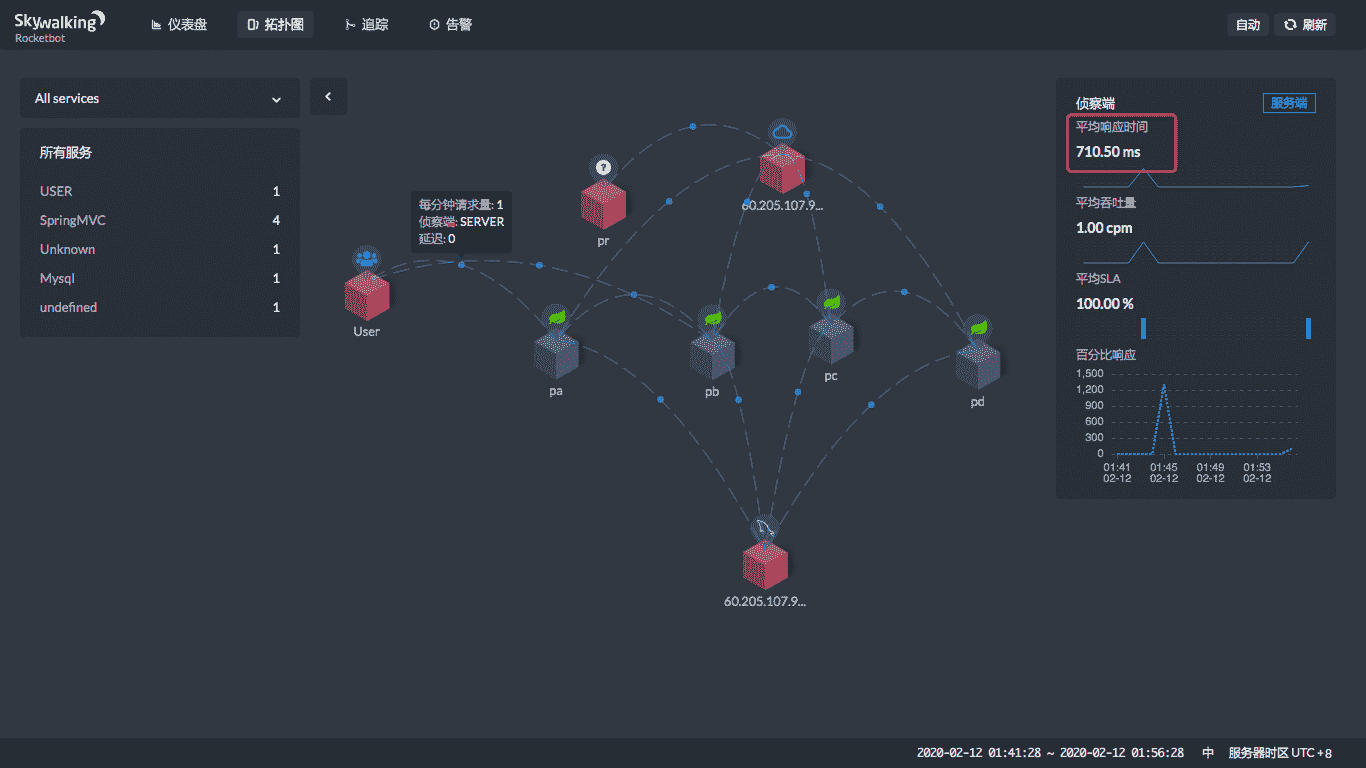 Skywalking
Rocketbot
仪表盘
拓扑图
追踪
告警
自动
刷新
All services
所有服务
USER 1
SpringMVC 4
Unknown 1
Mysql 1
undefined 1
每分钟请求量: 1
侦察端: SERVER
延迟: 0
?
pr
60.205.107.9...
User
pa
pb
pc
pd
60.205.107.9...
侦察端
服务端
平均响应时间
710.50 ms
平均吞吐量
1.00 cpm
平均SLA
100.00 %
百分比响应
1,500
1,200
900
600
300
0
01:41 01:45 01:49 01:53
02-12 02-12 02-12 02-12
2020-02-12 01:41:28 ~ 2020-02-12 01:56:28 中 服务器时区 UTC +8